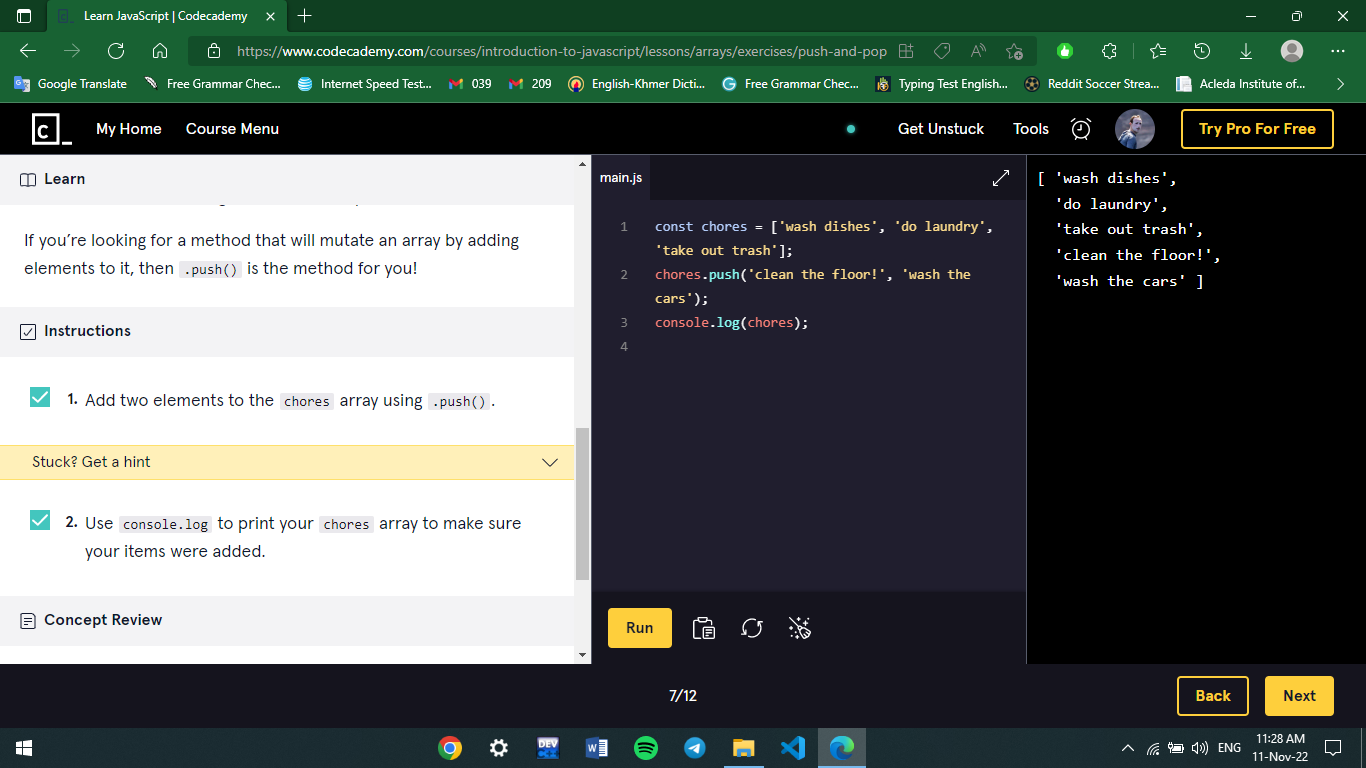 Learn JavaScript | Codecademy
https://www.codecademy.com/courses/introduction-to-javascript/lessons/arrays/exercises/push-and-pop
Google Translate
Free Grammar Chec...
Internet Speed Test...
039
209
English-Khmer Dicti...
Free Grammar Chec...
Typing Test English...
Reddit Soccer Strea...
Acleda Institute of...
c_
My Home
Course Menu
Get Unstuck
Tools
Try Pro For Free
Learn
If you’re looking for a method that will mutate an array by adding
elements to it, then .push() is the method for you!
Instructions
1. Add two elements to the chores array using .push().
Stuck? Get a hint
2. Use console.log to print your chores array to make sure
your items were added.
Concept Review
main.js
1 const chores = ['wash dishes', 'do laundry',
'take out trash'];
2 chores.push('clean the floor!', 'wash the
cars');
3 console.log(chores);
4
Run
[ 'wash dishes',
'do laundry',
'take out trash',
'clean the floor!',
'wash the cars' ]
7/12
Back
Next
DEV
ENG
11:28 AM
11-Nov-22